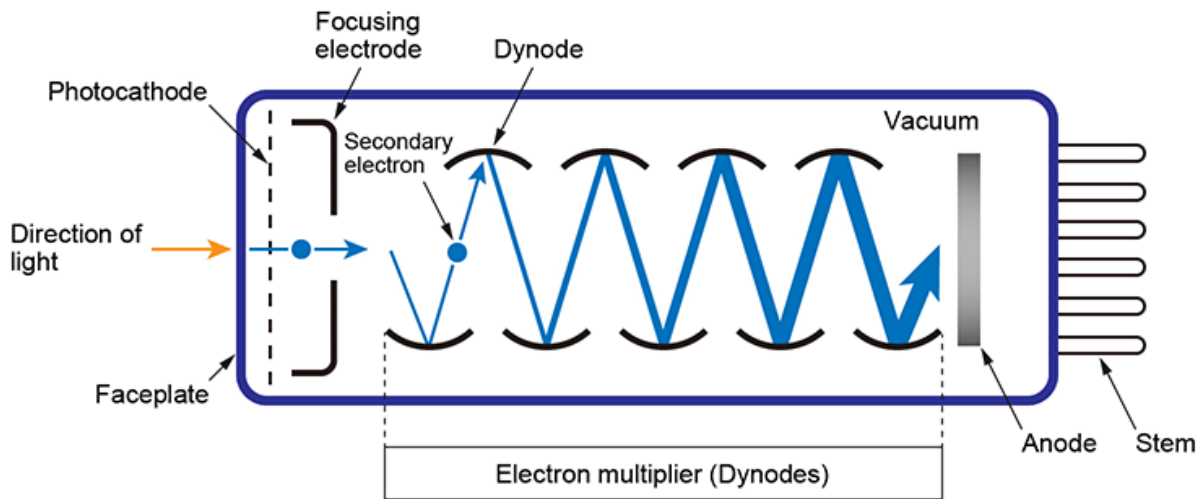 Focusing
electrode
Dynode
Photocathode
Vacuum
Secondary
electron
Direction of
light
Faceplate
Anode
Stem
Electron multiplier (Dynodes)